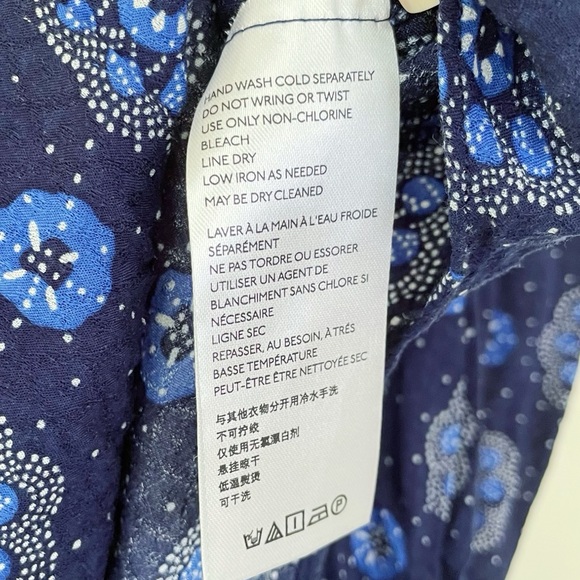 HAND WASH COLD SEPARATELY
DO NOT WRING OR TWIST
USE ONLY NON-CHLORINE
BLEACH
LINE DRY
LOW IRON AS NEEDED
MAY BE DRY CLEANED
LAVER À LA MAIN À L'EAU FROIDE
SÉPARÉMENT
NE PAS TORDRE OU ESSORER
UTILISER UN AGENT DE
BLANCHIMENT SANS CHLORE SI
NÉCESSAIRE
LIGNE SEC
REPASSER, AU BESOIN, À TRÉS
BASSE TEMPÉRATURE
PEUT-ÊTRE ÊTRE NETTOYÉE SEC
与其他衣物分开用冷水手洗
不可拧绞
仅使用无氯漂白剂
悬挂晾干
低温熨烫
可干洗